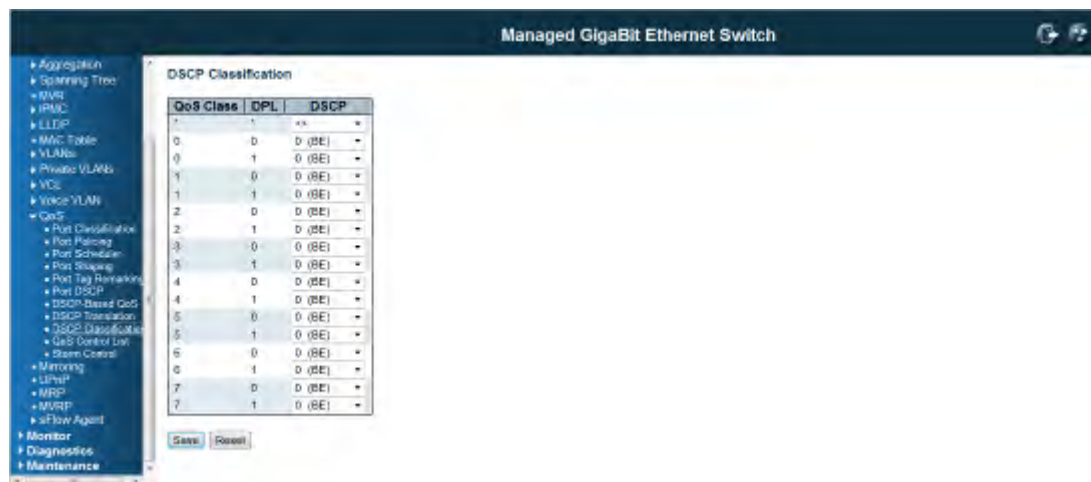 Managed GigaBit Ethernet Switch
Aggregation
Spanning Tree
MVR
IPMC
LLDP
MAC Table
VLANs
Private VLANs
VCL
Voice VLAN
QoS
Port Classification
Port Policing
Port Scheduler
Port Shaping
Port Tag Remarking
Port DSCP
DSCP-Based QoS
DSCP Translation
DSCP Classification
QoS Control List
Storm Control
Mirroring
UPnP
MRP
MVRP
sFlow Agent
Monitor
Diagnostics
Maintenance
DSCP Classification
QoS Class DPL DSCP
* * <>
0 0 0 (BE)
0 1 0 (BE)
1 0 0 (BE)
1 1 0 (BE)
2 0 0 (BE)
2 1 0 (BE)
3 0 0 (BE)
3 1 0 (BE)
4 0 0 (BE)
4 1 0 (BE)
5 0 0 (BE)
5 1 0 (BE)
6 0 0 (BE)
6 1 0 (BE)
7 0 0 (BE)
7 1 0 (BE)
Save Reset